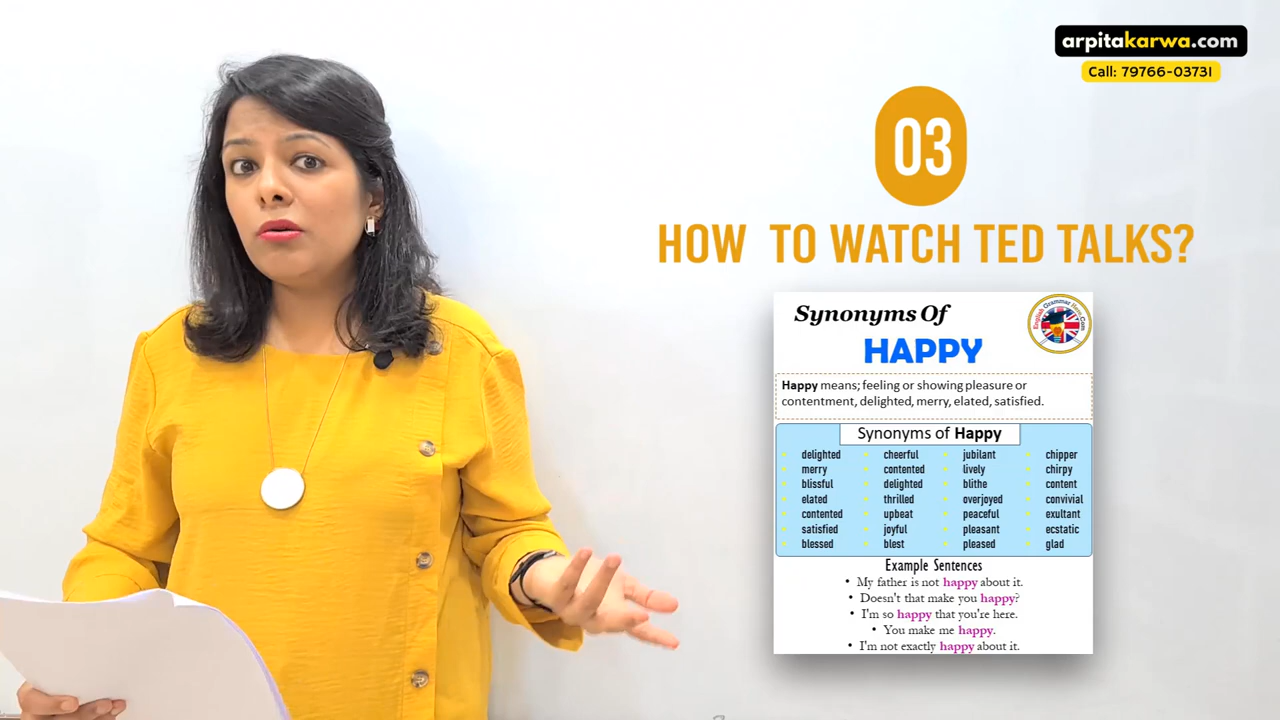 arpitakarwa.com
Call: 79766-03731
03
HOW TO WATCH TED TALKS?
Synonyms Of
HAPPY
English Grammar Here.Com
Happy means; feeling or showing pleasure or
contentment, delighted, merry, elated, satisfied.
Synonyms of Happy
delighted cheerful jubilant chipper
merry contented lively chirpy
blissful delighted blithe content
elated thrilled overjoyed convivial
contented upbeat peaceful exultant
satisfied joyful pleasant ecstatic
blessed blest pleased glad
Example Sentences
• My father is not happy about it.
• Doesn't that make you happy?
• I'm so happy that you're here.
• You make me happy.
• I'm not exactly happy about it.